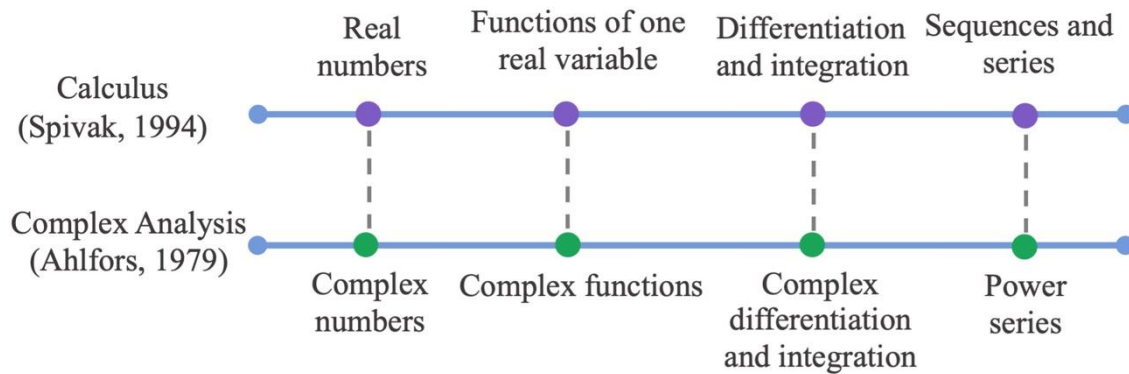 Real
numbers
Functions of one
real variable
Differentiation
and integration
Sequences and
series
Calculus
(Spivak, 1994)
Complex Analysis
(Ahlfors, 1979)
Complex
numbers
Complex functions
Complex
differentiation
and integration
Power
series